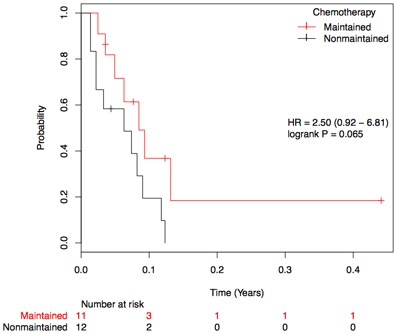 Chemotherapy
Maintained
Nonmaintained
HR = 2.50 (0.92 − 6.81)
logrank P = 0.065
Probability
1.0
0.8
0.6
0.4
0.2
0.0
0.0 0.1 0.2 0.3 0.4
Time (Years)
Number at risk
Maintained 11 3 1 1 1
Nonmaintained 12 2 0 0 0